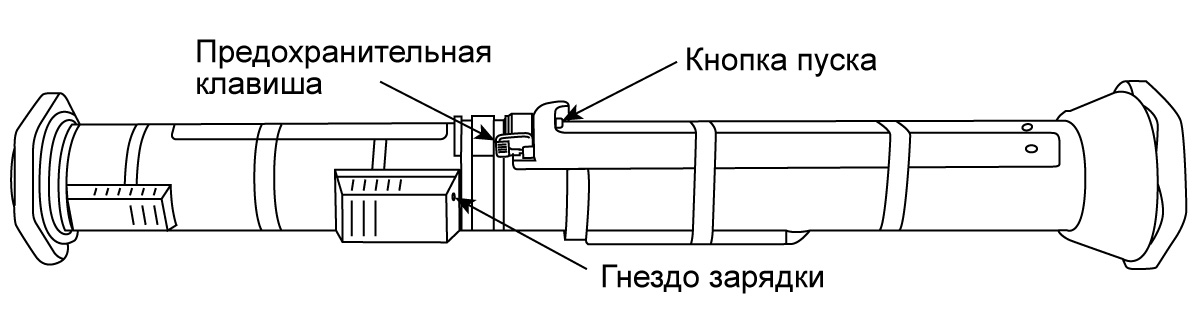 Предохранительная
клавиша
Кнопка пуска
Гнездо зарядки